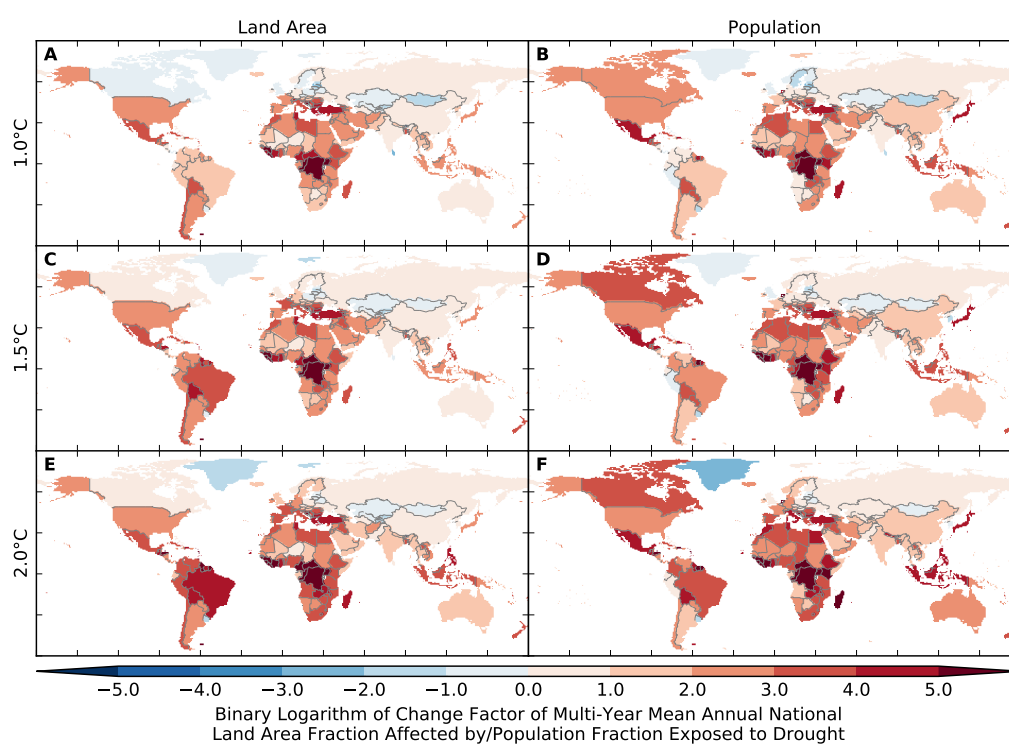 Land Area
Population
A
B
1.0°C
C
D
1.5°C
E
F
2.0°C
−5.0 −4.0 −3.0 −2.0 −1.0 0.0 1.0 2.0 3.0 4.0 5.0
Binary Logarithm of Change Factor of Multi-Year Mean Annual National
Land Area Fraction Affected by/Population Fraction Exposed to Drought